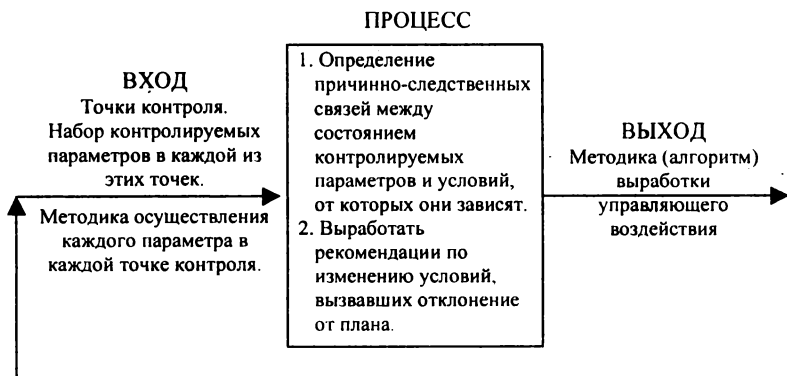 ПРОЦЕСС
ВХОД
Точки контроля.
Набор контролируемых
параметров в каждой из
этих точек.
Методика осуществления
каждого параметра в
каждой точке контроля.
1. Определение
причинно-следственных
связей между
состоянием
контролируемых
параметров и условий,
от которых они зависят.
2. Выработать
рекомендации по
изменению условий,
вызвавших отклонение
от плана.
ВЫХОД
Методика (алгоритм)
выработки
управляющего
воздействия